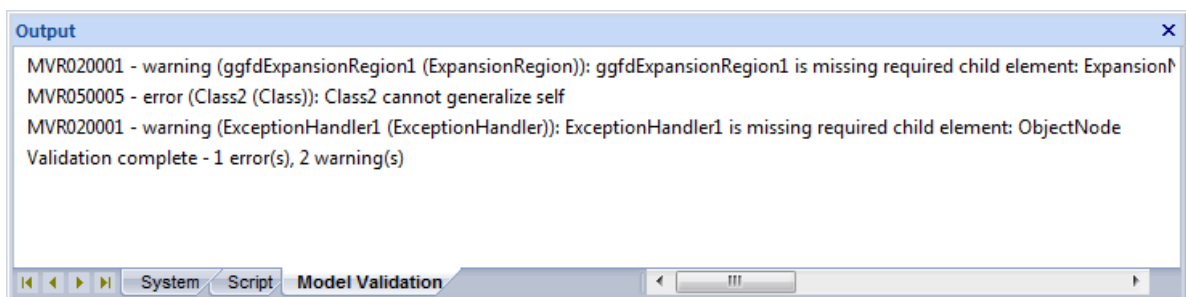 Output
MVR020001 - warning (ggfdExpansionRegion1 (ExpansionRegion)): ggfdExpansionRegion1 is missing required child element:
MVR050005 - error (Class2 (Class)): Class2 cannot generalize self
MVR020001 - warning (ExceptionHandler1 (ExceptionHandler)): ExceptionHandler1 is missing required child element: ObjectNode
Validation complete - 1 error(s), 2 warning(s)
System Script Model Validation